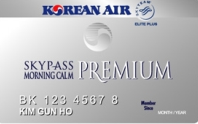 KOREAN AIR
SKYTEAM
ELITE PLUS
SKYPASS
MORNING CALM PREMIUM
BK 123 4567 8
KIM GUN HO
Member
Since
MONTH / YEAR